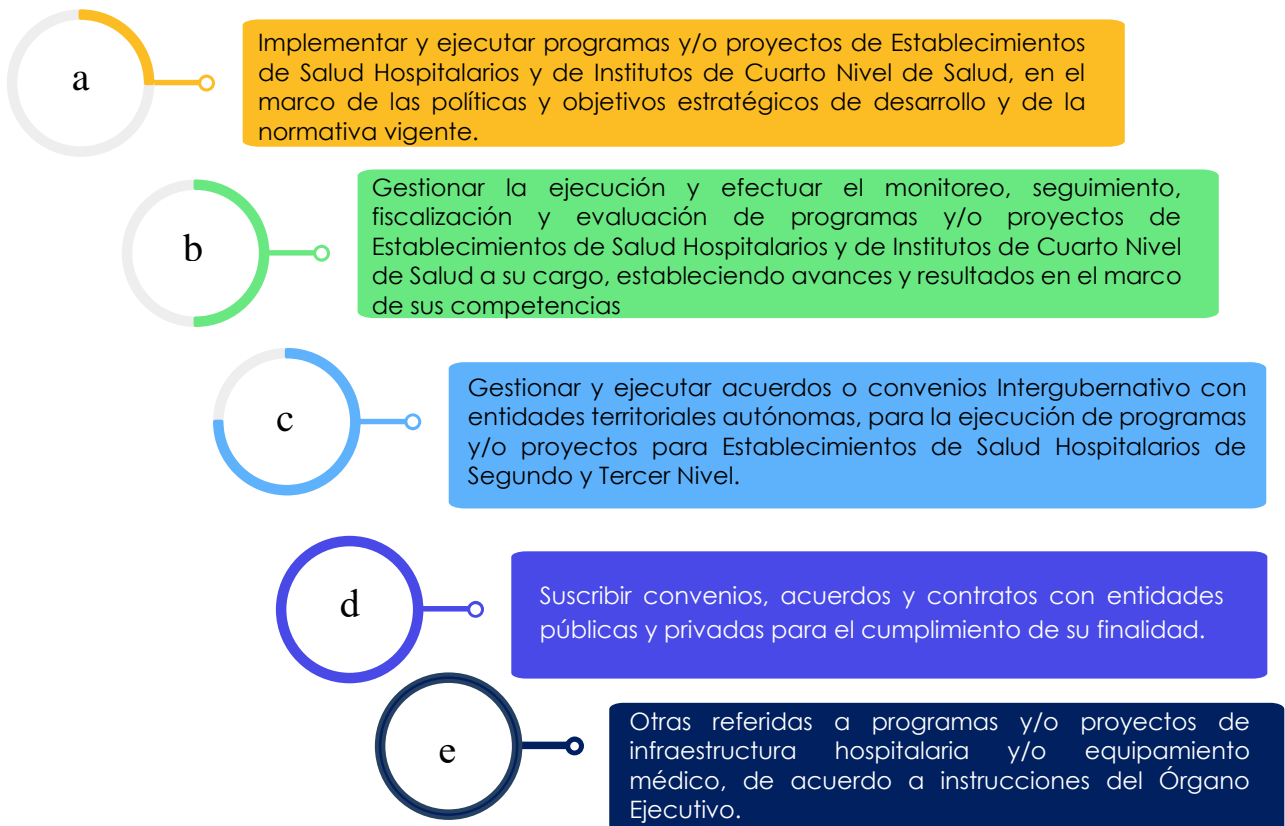 a
Implementar y ejecutar programas y/o proyectos de Establecimientos
de Salud Hospitalarios y de Institutos de Cuarto Nivel de Salud, en el
marco de las políticas y objetivos estratégicos de desarrollo y de la
normativa vigente.
b
Gestionar la ejecución y efectuar el monitoreo, seguimiento,
fiscalización y evaluación de programas y/o proyectos de
Establecimientos de Salud Hospitalarios y de Institutos de Cuarto Nivel
de Salud a su cargo, estableciendo avances y resultados en el marco
de sus competencias
c
Gestionar y ejecutar acuerdos o convenios Intergubernativo con
entidades territoriales autónomas, para la ejecución de programas
y/o proyectos para Establecimientos de Salud Hospitalarios de
Segundo y Tercer Nivel.
d
Suscribir convenios, acuerdos y contratos con entidades
públicas y privadas para el cumplimiento de su finalidad.
e
Otras referidas a programas y/o proyectos de
infraestructura hospitalaria y/o equipamiento
médico, de acuerdo a instrucciones del Órgano
Ejecutivo.